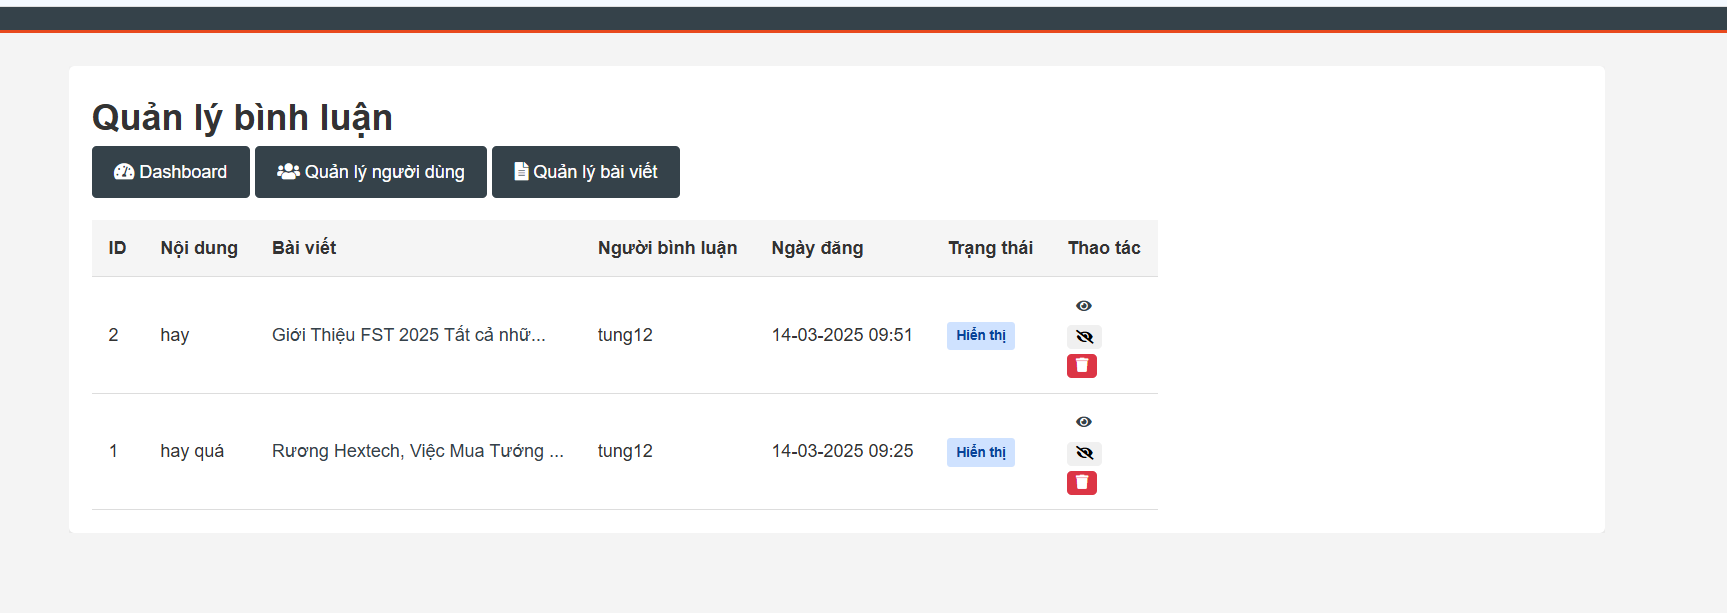 Quản lý bình luận
Dashboard Quản lý người dùng Quản lý bài viết
ID Nội dung Bài viết Người bình luận Ngày đăng Trạng thái Thao tác
2 hay Giới Thiệu FST 2025 Tất cả nhữ... tung12 14-03-2025 09:51 Hiển thị
1 hay quá Rương Hextech, Việc Mua Tướng ... tung12 14-03-2025 09:25 Hiển thị